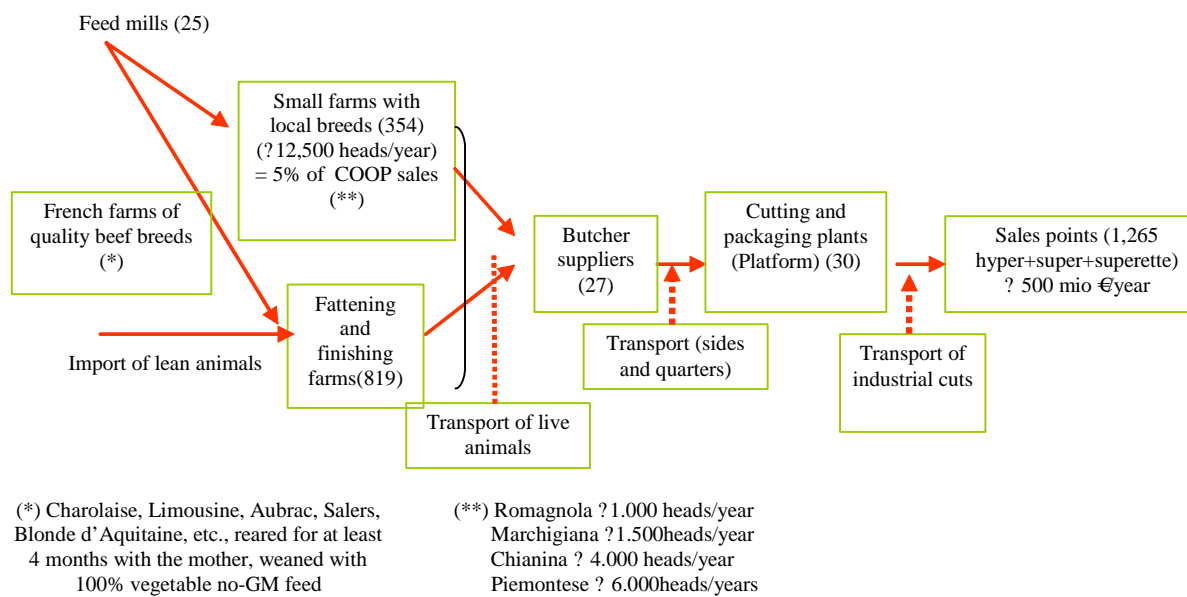 Feed mills (25)
Small farms with
local breeds (354)
(?12,500 heads/year)
= 5% of COOP sales
(**)
French farms of
quality beef breeds
(*)
Import of lean animals
Fattening
and
finishing
farms(819)
Transport of live
animals
Butcher
suppliers
(27)
Transport (sides
and quarters)
Cutting and
packaging plants
(Platform) (30)
Transport of
industrial cuts
Sales points (1,265
hyper+super+superette)
? 500 mio €/year
(*) Charolaise, Limousine, Aubrac, Salers,
Blonde d'Aquitaine, etc., reared for at least
4 months with the mother, weaned with
100% vegetable no-GM feed
(**) Romagnola ?1.000 heads/year
Marchigiana ?1.500heads/year
Chianina ? 4.000 heads/year
Piemontese ? 6.000heads/years